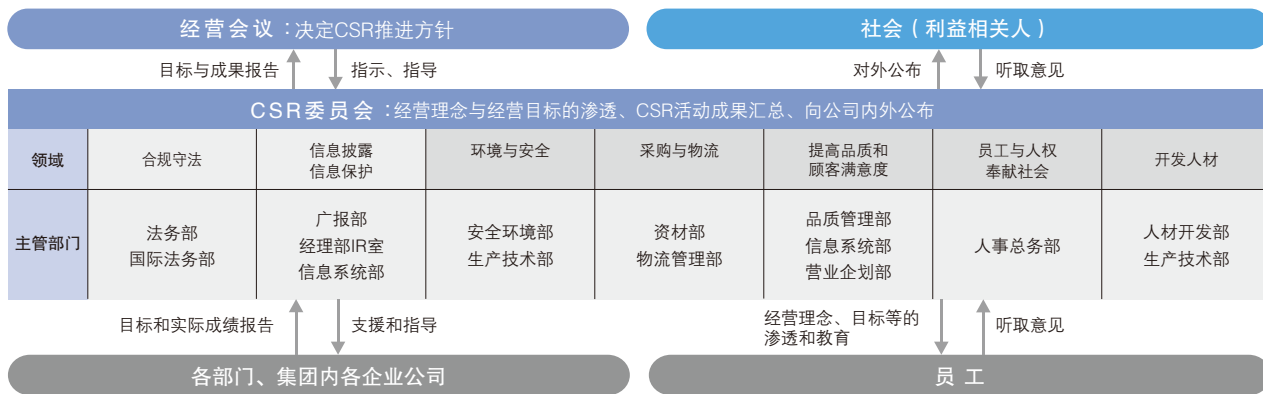 经营会议：决定CSR推进方针
社会（利益相关人）
目标与成果报告
指示、指导
对外公布
听取意见
CSR委员会：经营理念与经营目标的渗透、CSR活动成果汇总、向公司内外公布
领域
合规守法
信息披露
信息保护
环境与安全
采购与物流
提高品质和
顾客满意度
员工与人权
奉献社会
开发人材
主管部门
法务部
国际法务部
广报部
经理部IR室
信息系统部
安全环境部
生产技术部
资材部
物流管理部
品质管理部
信息系统部
营业企划部
人事总务部
人材开发部
生产技术部
目标和实际成绩报告
支援和指导
经营理念、目标等的
渗透和教育
听取意见
各部门、集团内各企业公司
员 工